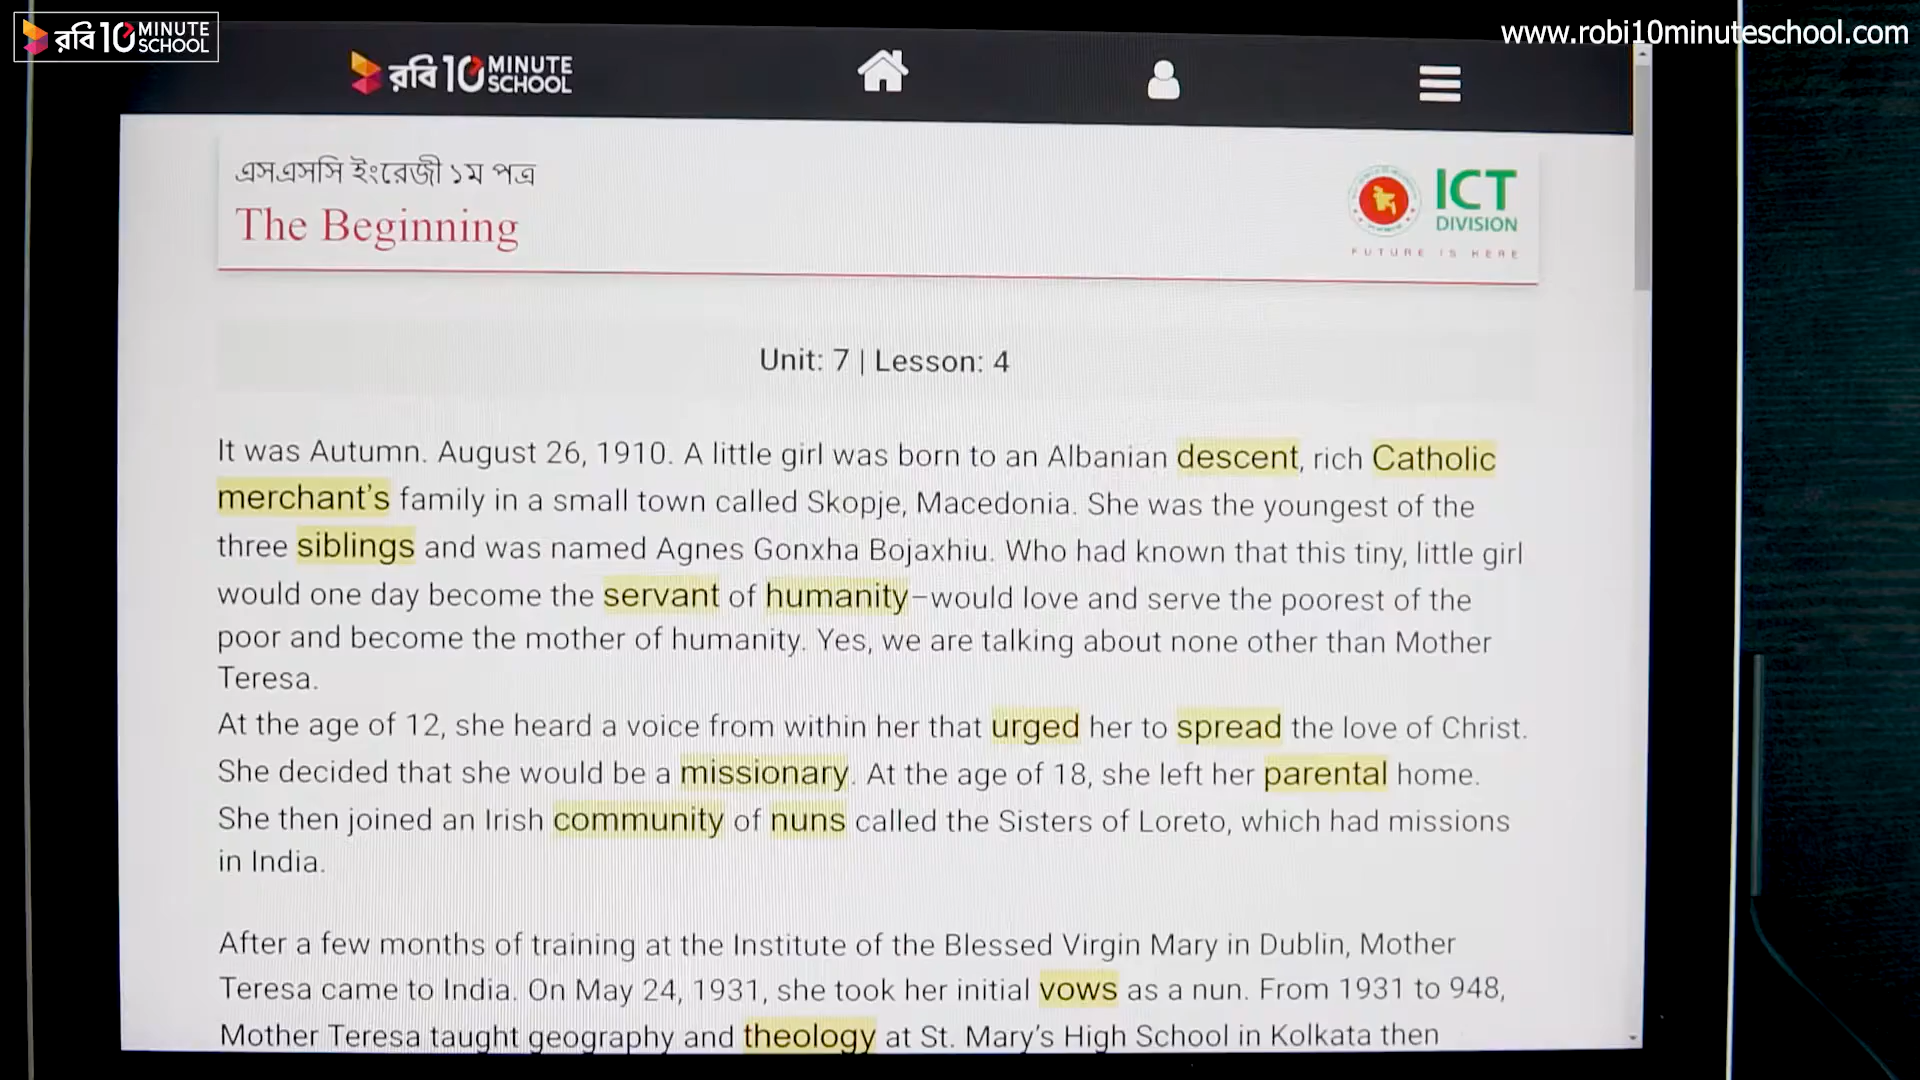 রবি 10 MINUTE SCHOOL
www.robi10minuteschool.com
রবি 10 MINUTE SCHOOL
এসএসসি ইংরেজী ১ম পত্র
The Beginning
ICT
DIVISION
FUTURE IS HERE
Unit: 7 | Lesson: 4
It was Autumn. August 26, 1910. A little girl was born to an Albanian descent, rich Catholic
merchant's family in a small town called Skopje, Macedonia. She was the youngest of the
three siblings and was named Agnes Gonxha Bojaxhiu. Who had known that this tiny, little girl
would one day become the servant of humanity–would love and serve the poorest of the
poor and become the mother of humanity. Yes, we are talking about none other than Mother
Teresa.
At the age of 12, she heard a voice from within her that urged her to spread the love of Christ.
She decided that she would be a missionary. At the age of 18, she left her parental home.
She then joined an Irish community of nuns called the Sisters of Loreto, which had missions
in India.
After a few months of training at the Institute of the Blessed Virgin Mary in Dublin, Mother
Teresa came to India. On May 24, 1931, she took her initial vows as a nun. From 1931 to 948,
Mother Teresa taught geography and theology at St. Mary's High School in Kolkata then